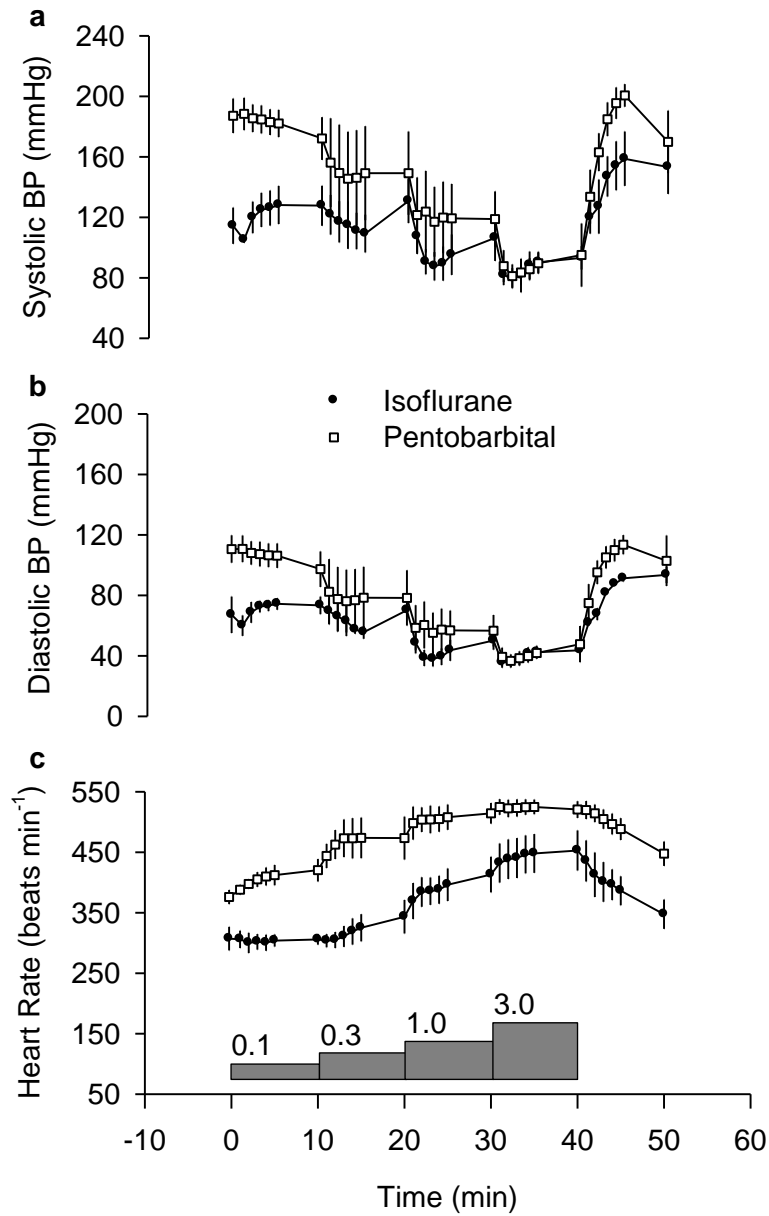 a
240
200
160
120
80
40
Systolic BP (mmHg)
b
200
160
120
80
40
0
Diastolic BP (mmHg)
Isoflurane
Pentobarbital
c
550
450
350
250
150
50
Heart Rate (beats min⁻¹)
0.1
0.3
1.0
3.0
-10 0 10 20 30 40 50 60
Time (min)